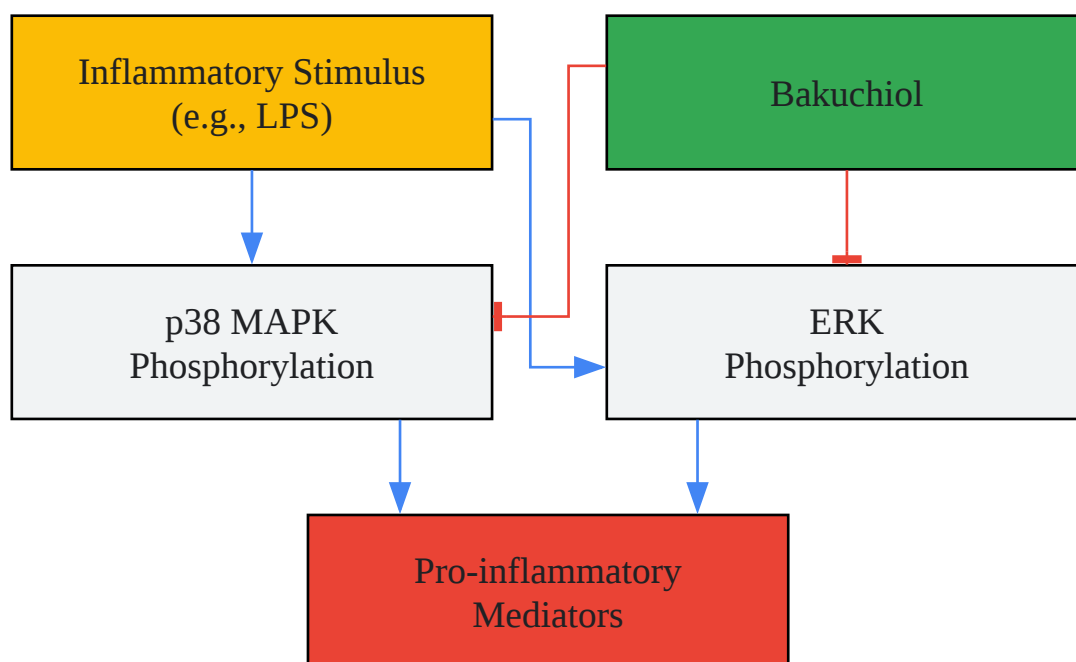 Inflammatory Stimulus
(e.g., LPS)
Bakuchiol
p38 MAPK
Phosphorylation
ERK
Phosphorylation
Pro-inflammatory
Mediators